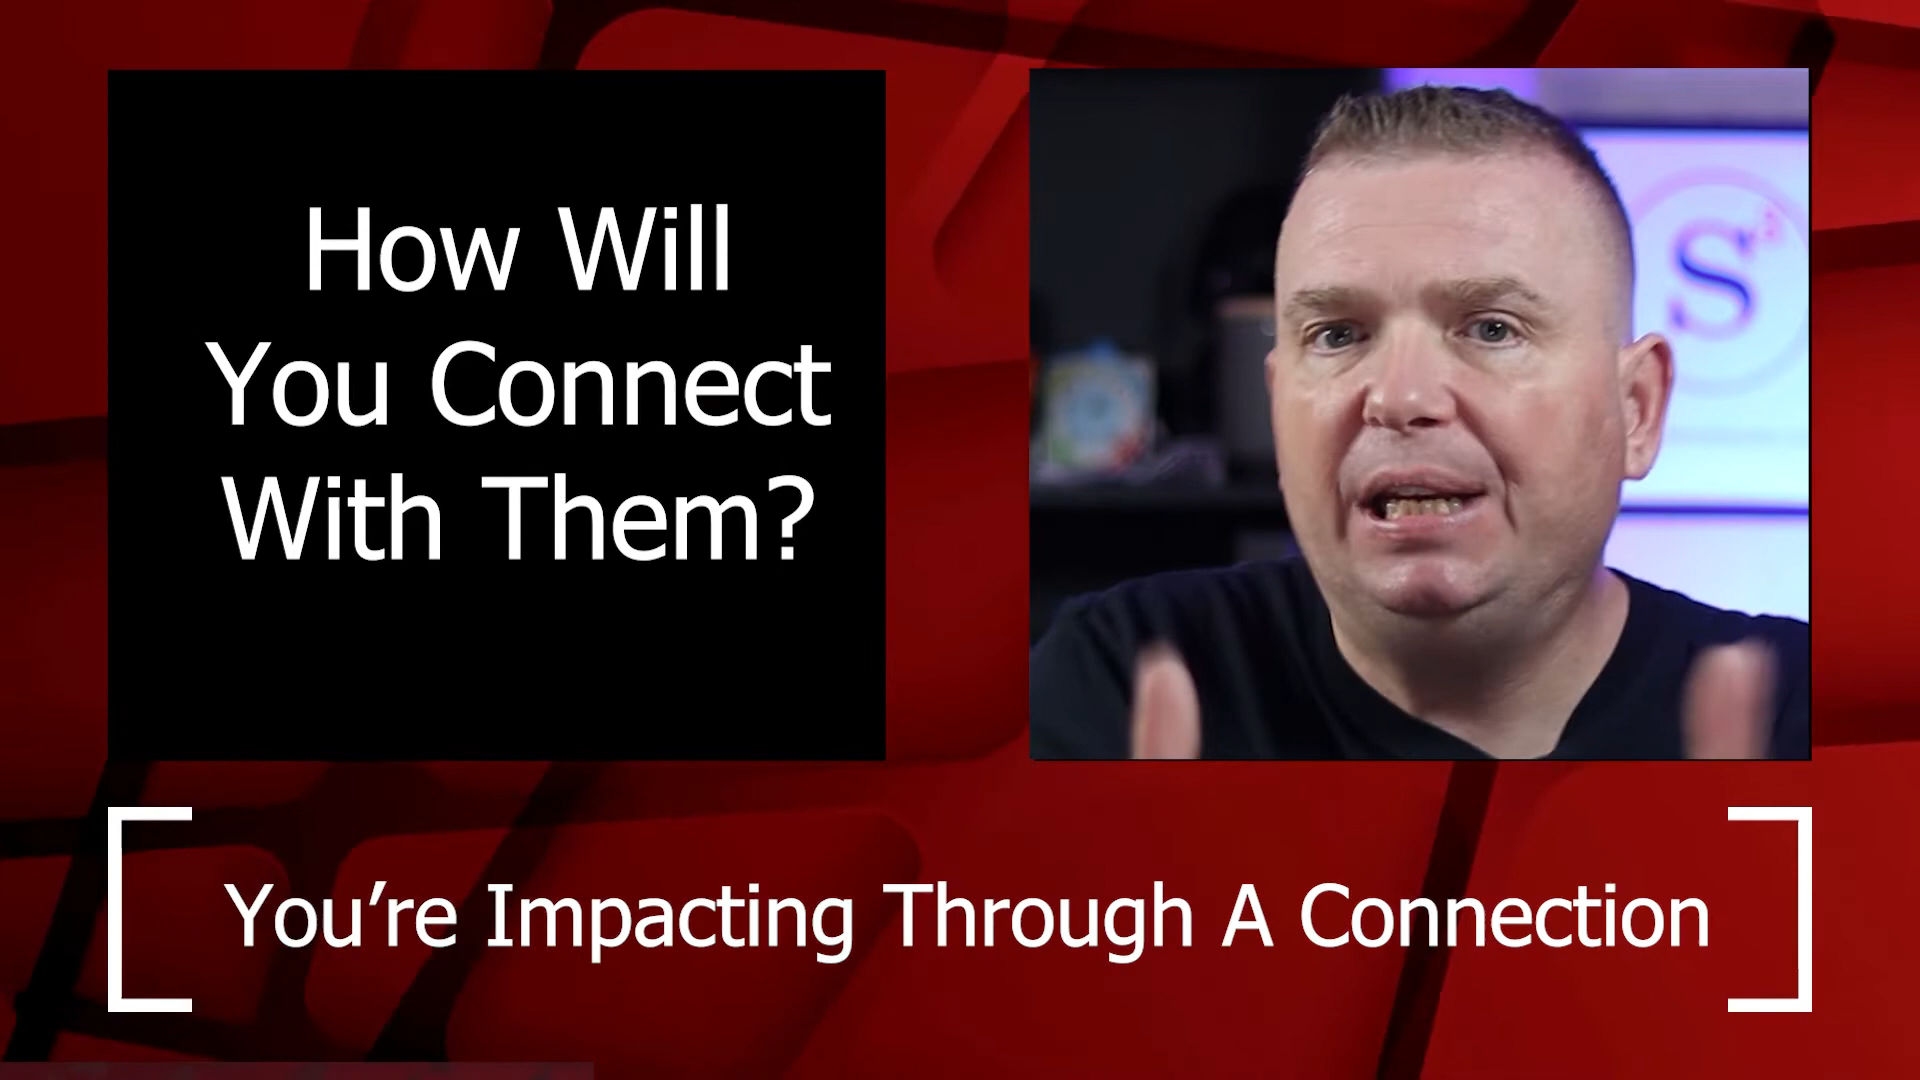 How Will
You Connect
With Them?
S
You’re Impacting Through A Connection